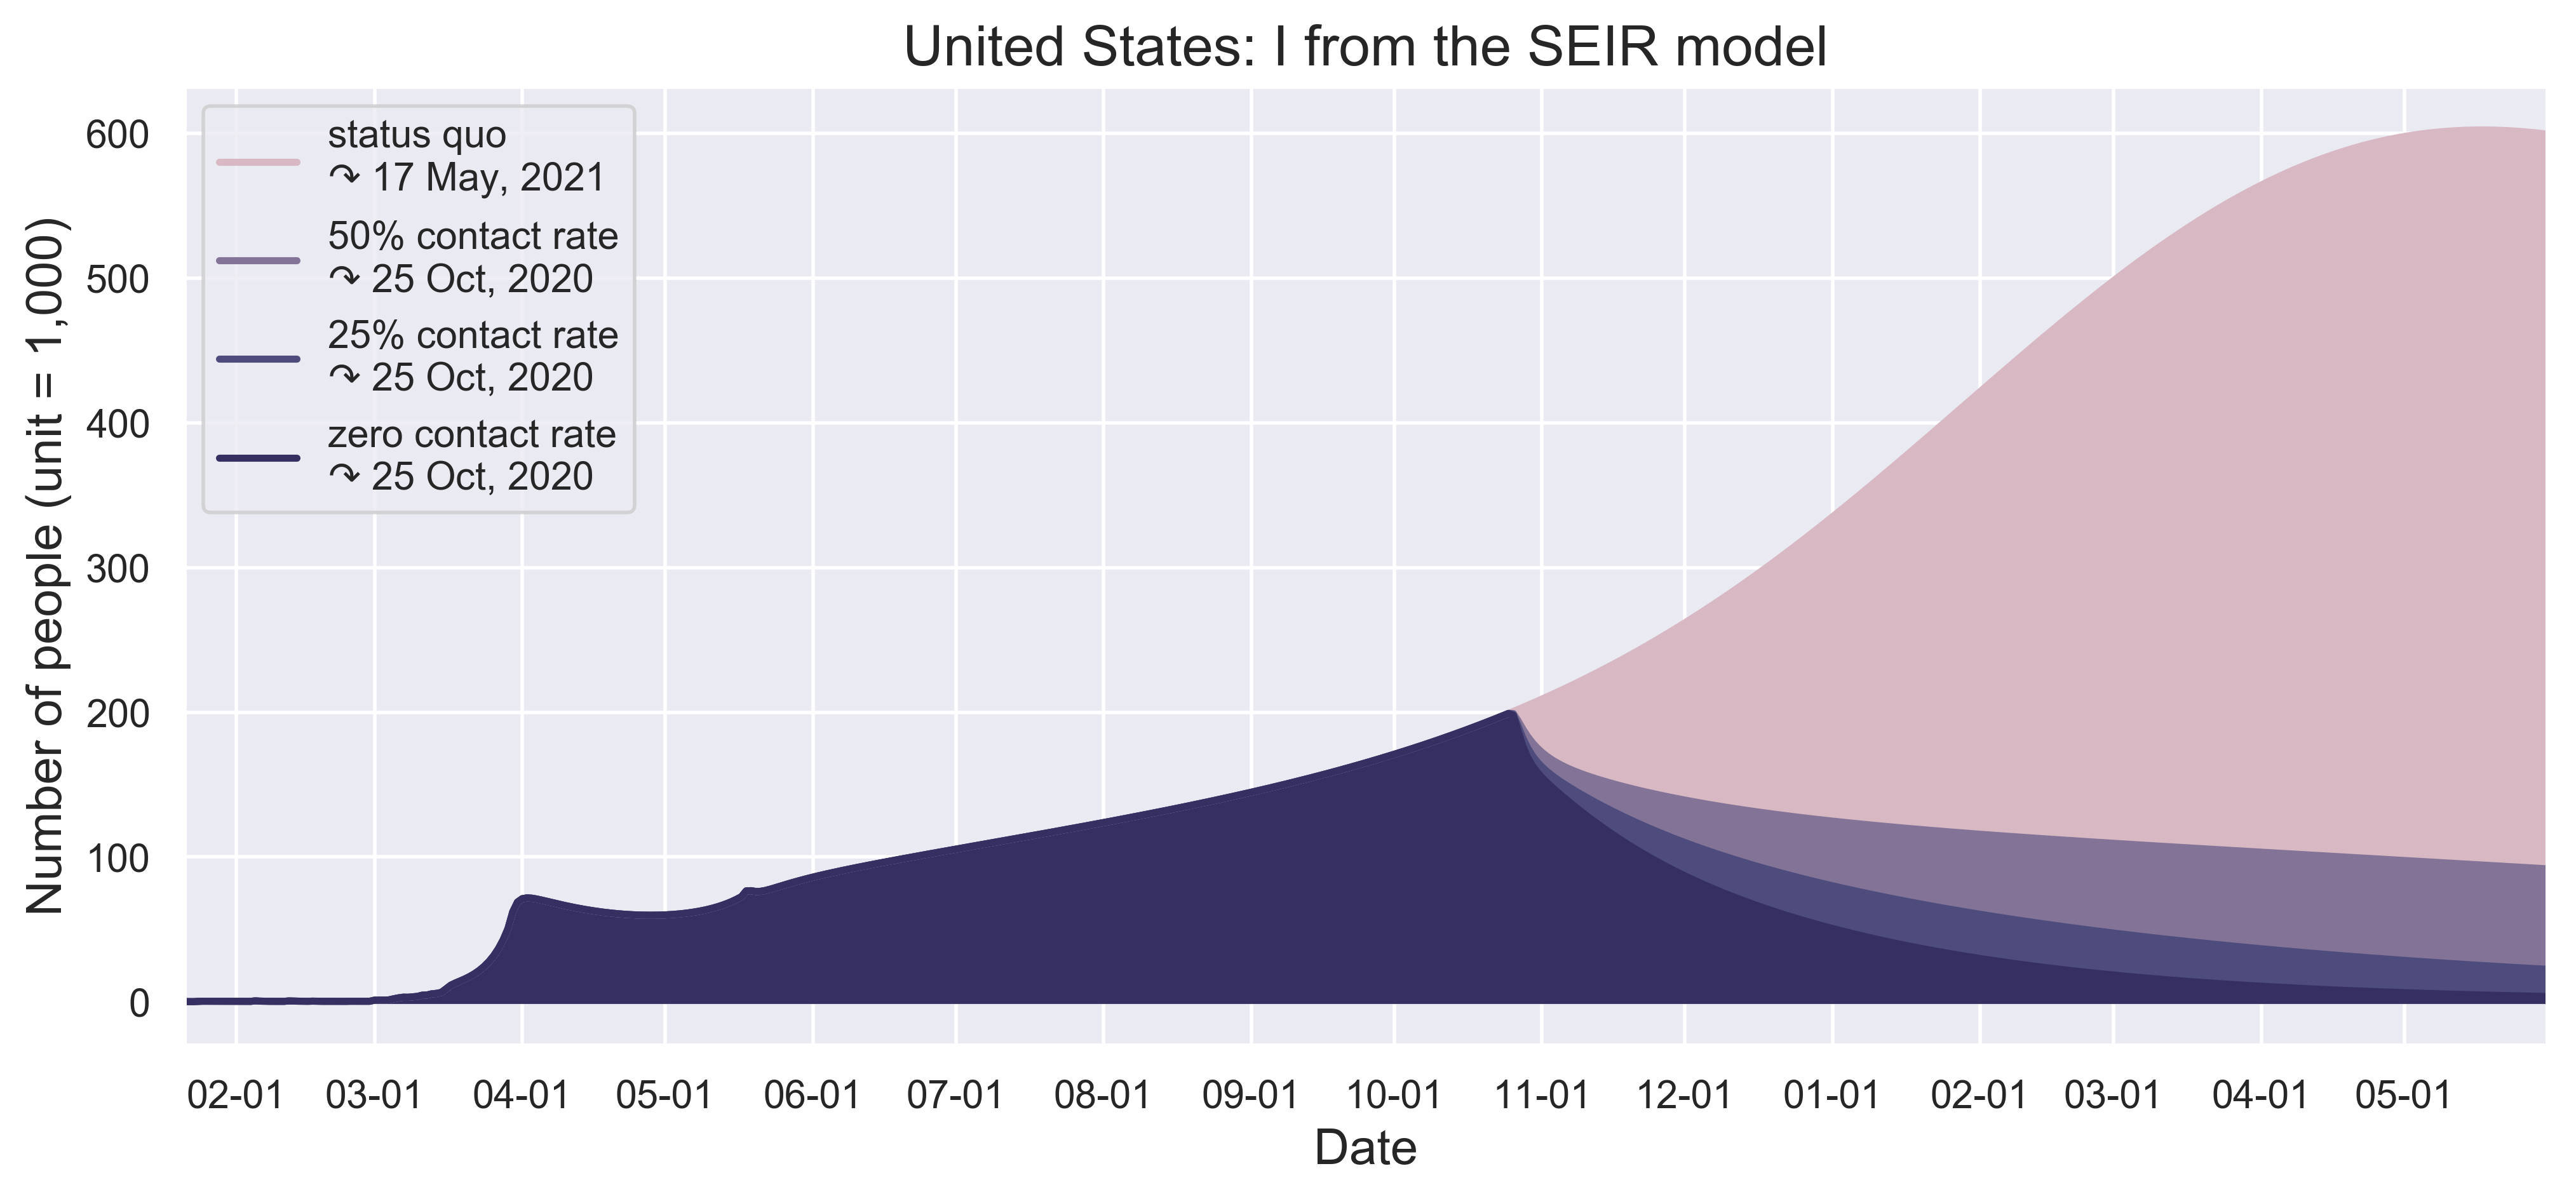 United States: I from the SEIR model
Number of people (unit = 1,000)
600
500
400
300
200
100
0
status quo
↷ 17 May, 2021
50% contact rate
↷ 25 Oct, 2020
25% contact rate
↷ 25 Oct, 2020
zero contact rate
↷ 25 Oct, 2020
02-01 03-01 04-01 05-01 06-01 07-01 08-01 09-01 10-01 11-01 12-01 01-01 02-01 03-01 04-01 05-01
Date